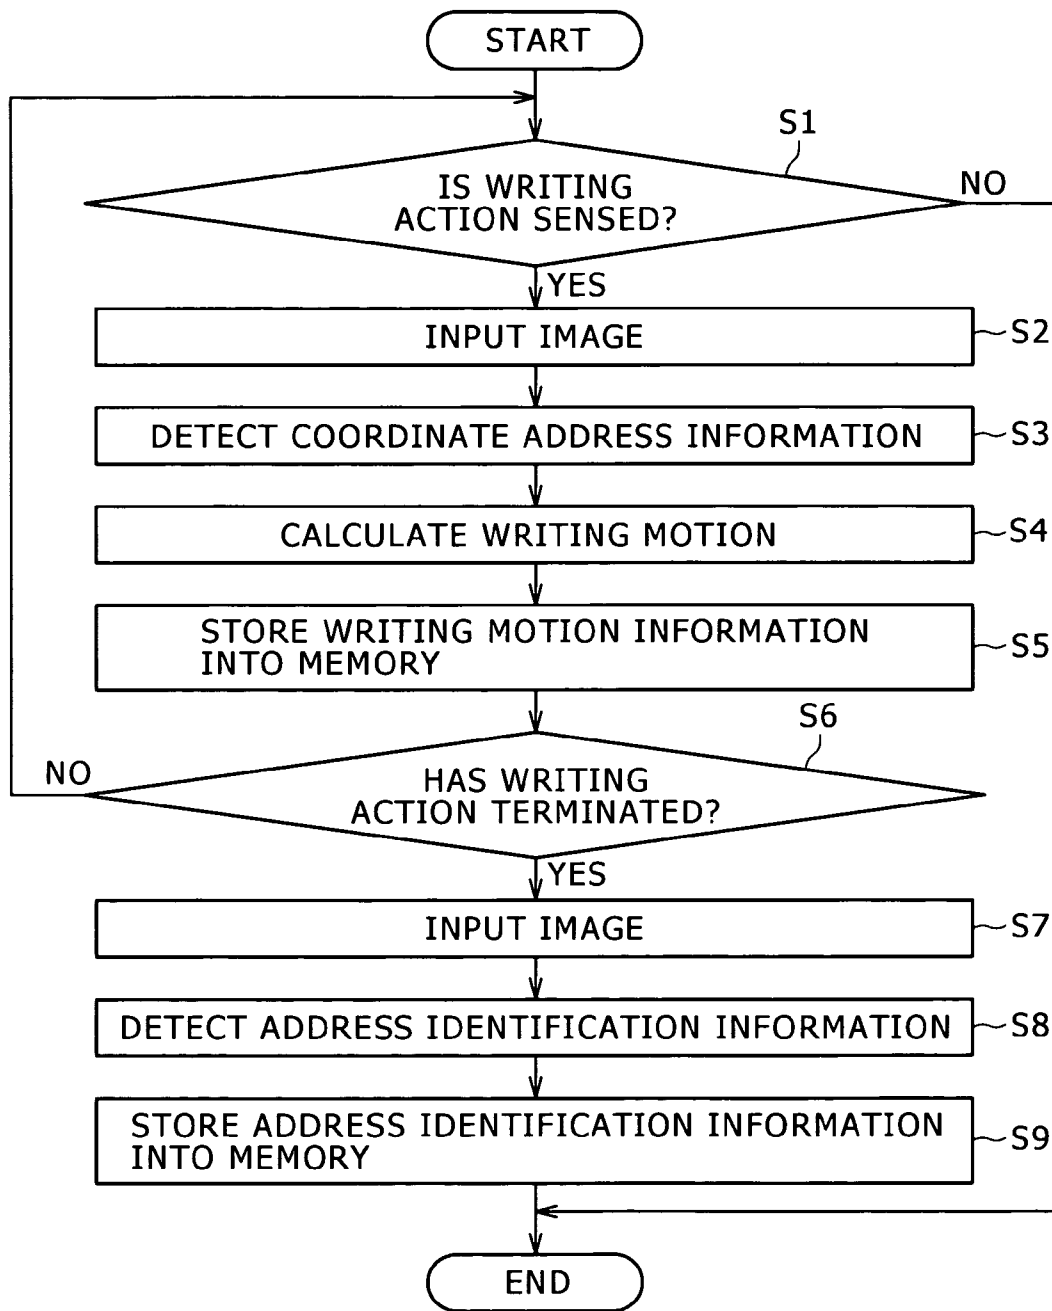 START
S1
IS WRITING
ACTION SENSED?
NO
YES
INPUT IMAGE
S2
DETECT COORDINATE ADDRESS INFORMATION
S3
CALCULATE WRITING MOTION
S4
STORE WRITING MOTION INFORMATION
INTO MEMORY
S5
S6
HAS WRITING
ACTION TERMINATED?
NO
YES
INPUT IMAGE
S7
DETECT ADDRESS IDENTIFICATION INFORMATION
S8
STORE ADDRESS IDENTIFICATION INFORMATION
INTO MEMORY
S9
END